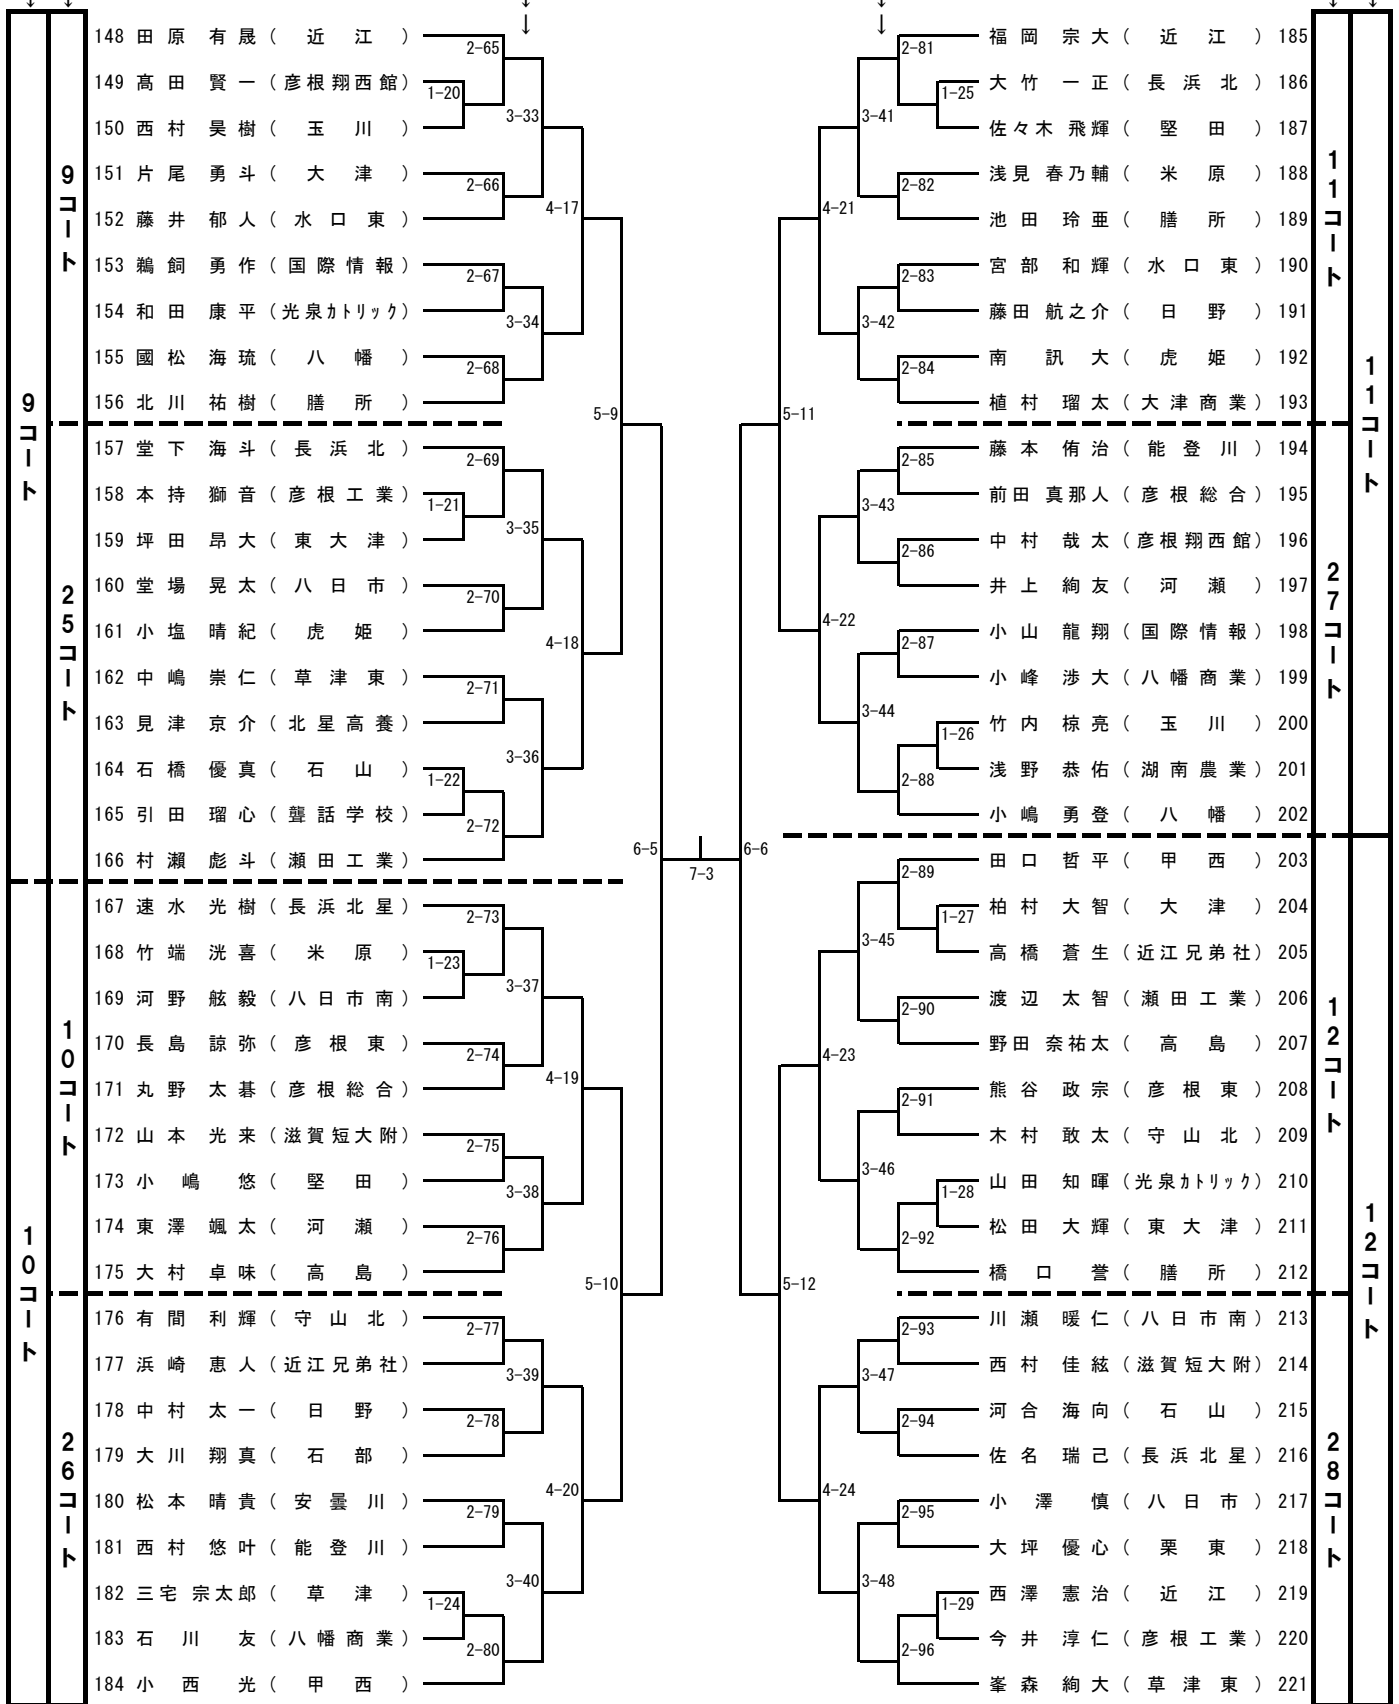 9コート
10コート
9コート
25コート
10コート
26コート
148 田原 有晟 (近江)
149 髙田 賢一 (彦根翔西館)
150 西村 昊樹 (玉川)
151 片尾 勇斗 (大津)
152 藤井 郁人 (水口東)
153 鵜飼 勇作 (国際情報)
154 和田 康平 (光泉カトリック)
155 國松 海琉 (八幡)
156 北川 祐樹 (膳所)
157 堂下 海斗 (長浜北)
158 本持 獅音 (彦根工業)
159 坪田 昂大 (東大津)
160 堂場 晃太 (八日市)
161 小塩 晴紀 (虎姫)
162 中嶋 崇仁 (草津東)
163 見津 京介 (北星高養)
164 石橋 優真 (石山)
165 引田 瑠心 (聾話学校)
166 村瀬 彪斗 (瀬田工業)
167 速水 光樹 (長浜北星)
168 竹端 洸喜 (米原)
169 河野 舷毅 (八日市南)
170 長島 諒弥 (彦根東)
171 丸野 太碁 (彦根総合)
172 山本 光来 (滋賀短大附)
173 小嶋 悠 (堅田)
174 東澤 颯太 (河瀬)
175 大村 卓味 (高島)
176 有間 利輝 (守山北)
177 浜崎 恵人 (近江兄弟社)
178 中村 太一 (日野)
179 大川 翔真 (石部)
180 松本 晴貴 (安曇川)
181 西村 悠叶 (能登川)
182 三宅 宗太郎 (草津)
183 石川 友 (八幡商業)
184 小西 光 (甲西)
1-20
1-21
1-22
1-23
1-24
2-65
2-66
2-67
2-68
2-69
2-70
2-71
2-72
2-73
2-74
2-75
2-76
2-77
2-78
2-79
2-80
3-33
3-34
3-35
3-36
3-37
3-38
3-39
3-40
4-17
4-18
4-19
4-20
5-9
5-10
6-5
7-3
6-6
5-11
5-12
4-21
4-22
4-23
4-24
3-41
3-42
3-43
3-44
3-45
3-46
3-47
3-48
2-81
2-82
2-83
2-84
2-85
2-86
2-87
2-88
2-89
2-90
2-91
2-92
2-93
2-94
2-95
2-96
1-25
1-26
1-27
1-28
1-29
福岡 宗大 (近江) 185
大竹 一正 (長浜北) 186
佐々木 飛輝 (堅田) 187
浅見 春乃輔 (米原) 188
池田 玲亜 (膳所) 189
宮部 和輝 (水口東) 190
藤田 航之介 (日野) 191
南 訊大 (虎姫) 192
植村 瑠太 (大津商業) 193
藤本 侑治 (能登川) 194
前田 真那人 (彦根総合) 195
中村 哉太 (彦根翔西館) 196
井上 絢友 (河瀬) 197
小山 龍翔 (国際情報) 198
小峰 渉大 (八幡商業) 199
竹内 椋亮 (玉川) 200
浅野 恭佑 (湖南農業) 201
小嶋 勇登 (八幡) 202
田口 哲平 (甲西) 203
柏村 大智 (大津) 204
高橋 蒼生 (近江兄弟社) 205
渡辺 太智 (瀬田工業) 206
野田 奈祐太 (高島) 207
熊谷 政宗 (彦根東) 208
木村 敢太 (守山北) 209
山田 知暉 (光泉カトリック) 210
松田 大輝 (東大津) 211
橋口 誉 (膳所) 212
川瀬 暖仁 (八日市南) 213
西村 佳絃 (滋賀短大附) 214
河合 海向 (石山) 215
佐名 瑞己 (長浜北星) 216
小澤 慎 (八日市) 217
大坪 優心 (栗東) 218
西澤 憲治 (近江) 219
今井 淳仁 (彦根工業) 220
峯森 絢大 (草津東) 221
11コート
27コート
12コート
28コート
11コート
12コート